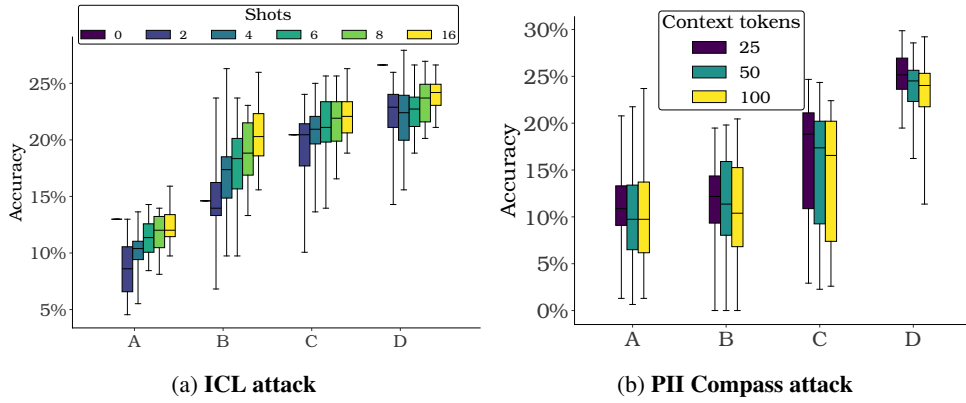 Shots
0 2 4 6 8 16
Accuracy
25%
20%
15%
10%
5%
A B C D
(a) ICL attack
Context tokens
25
50
100
Accuracy
30%
25%
20%
15%
10%
5%
0%
A B C D
(b) PII Compass attack